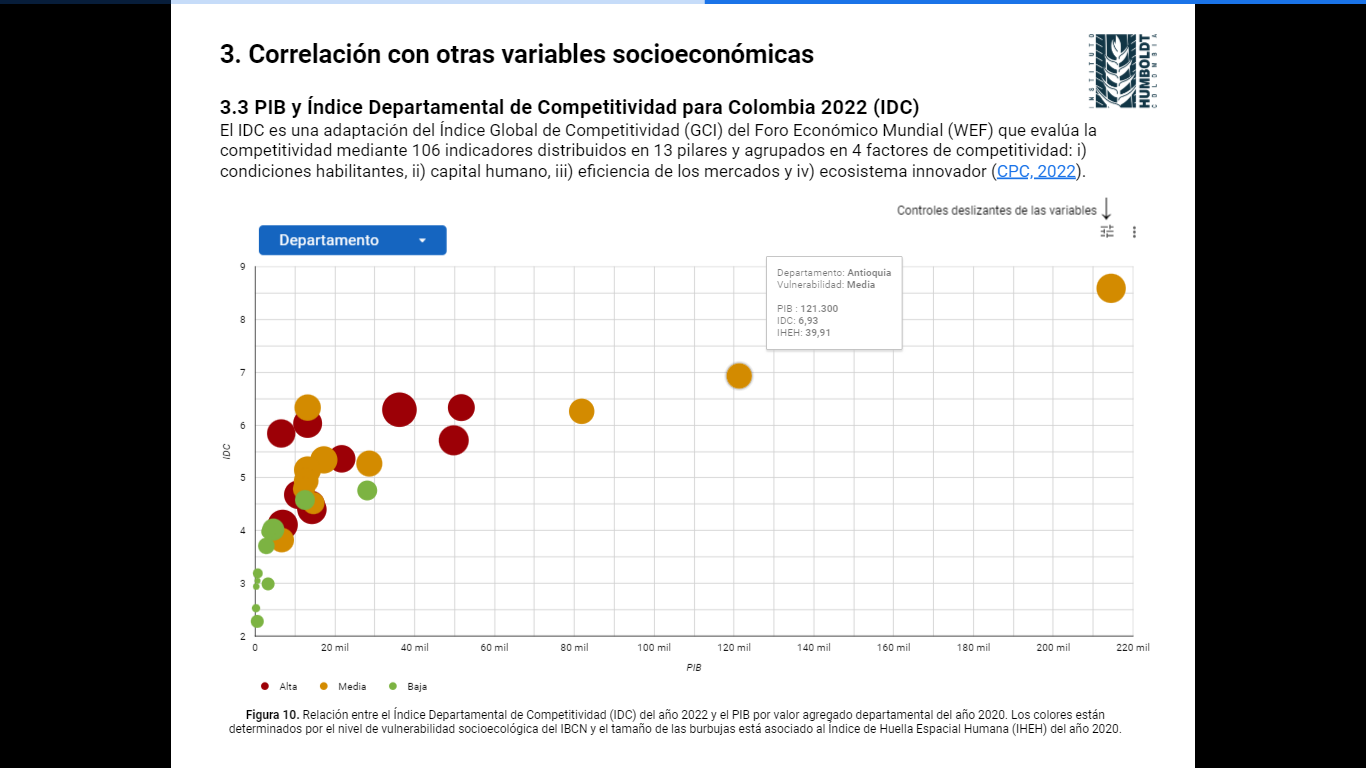 3. Correlación con otras variables socioeconómicas
INSTITUTO
HUMBOLDT
COLOMBIA
3.3 PIB y Índice Departamental de Competitividad para Colombia 2022 (IDC)
El IDC es una adaptación del Índice Global de Competitividad (GCI) del Foro Económico Mundial (WEF) que evalúa la
competitividad mediante 106 indicadores distribuidos en 13 pilares y agrupados en 4 factores de competitividad: i)
condiciones habilitantes, ii) capital humano, iii) eficiencia de los mercados y iv) ecosistema innovador (CPC, 2022).
Controles deslizantes de las variables
Departamento
Departamento: Antioquia
Vulnerabilidad: Media
PIB : 121.300
IDC: 6,93
IHEH: 39,91
9
8
7
6
5
4
3
2
IDC
0
20 mil
40 mil
60 mil
80 mil
100 mil
120 mil
140 mil
160 mil
180 mil
200 mil
220 mil
PIB
Alta
Media
Baja
Figura 10. Relación entre el Índice Departamental de Competitividad (IDC) del año 2022 y el PIB por valor agregado departamental del año 2020. Los colores están
determinados por el nivel de vulnerabilidad socioecológica del IBCN y el tamaño de las burbujas está asociado al Índice de Huella Espacial Humana (IHEH) del año 2020.